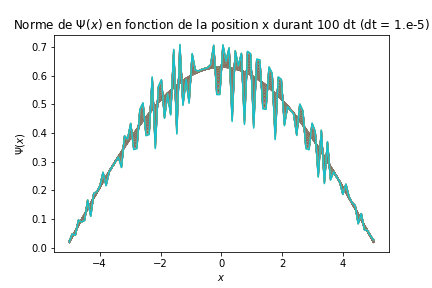 Norme de Ψ(x) en fonction de la position x durant 100 dt (dt = 1.e-5)
0.7
0.6
0.5
0.4
0.3
0.2
0.1
0.0
Ψ(x)
−4 −2 0 2 4
x